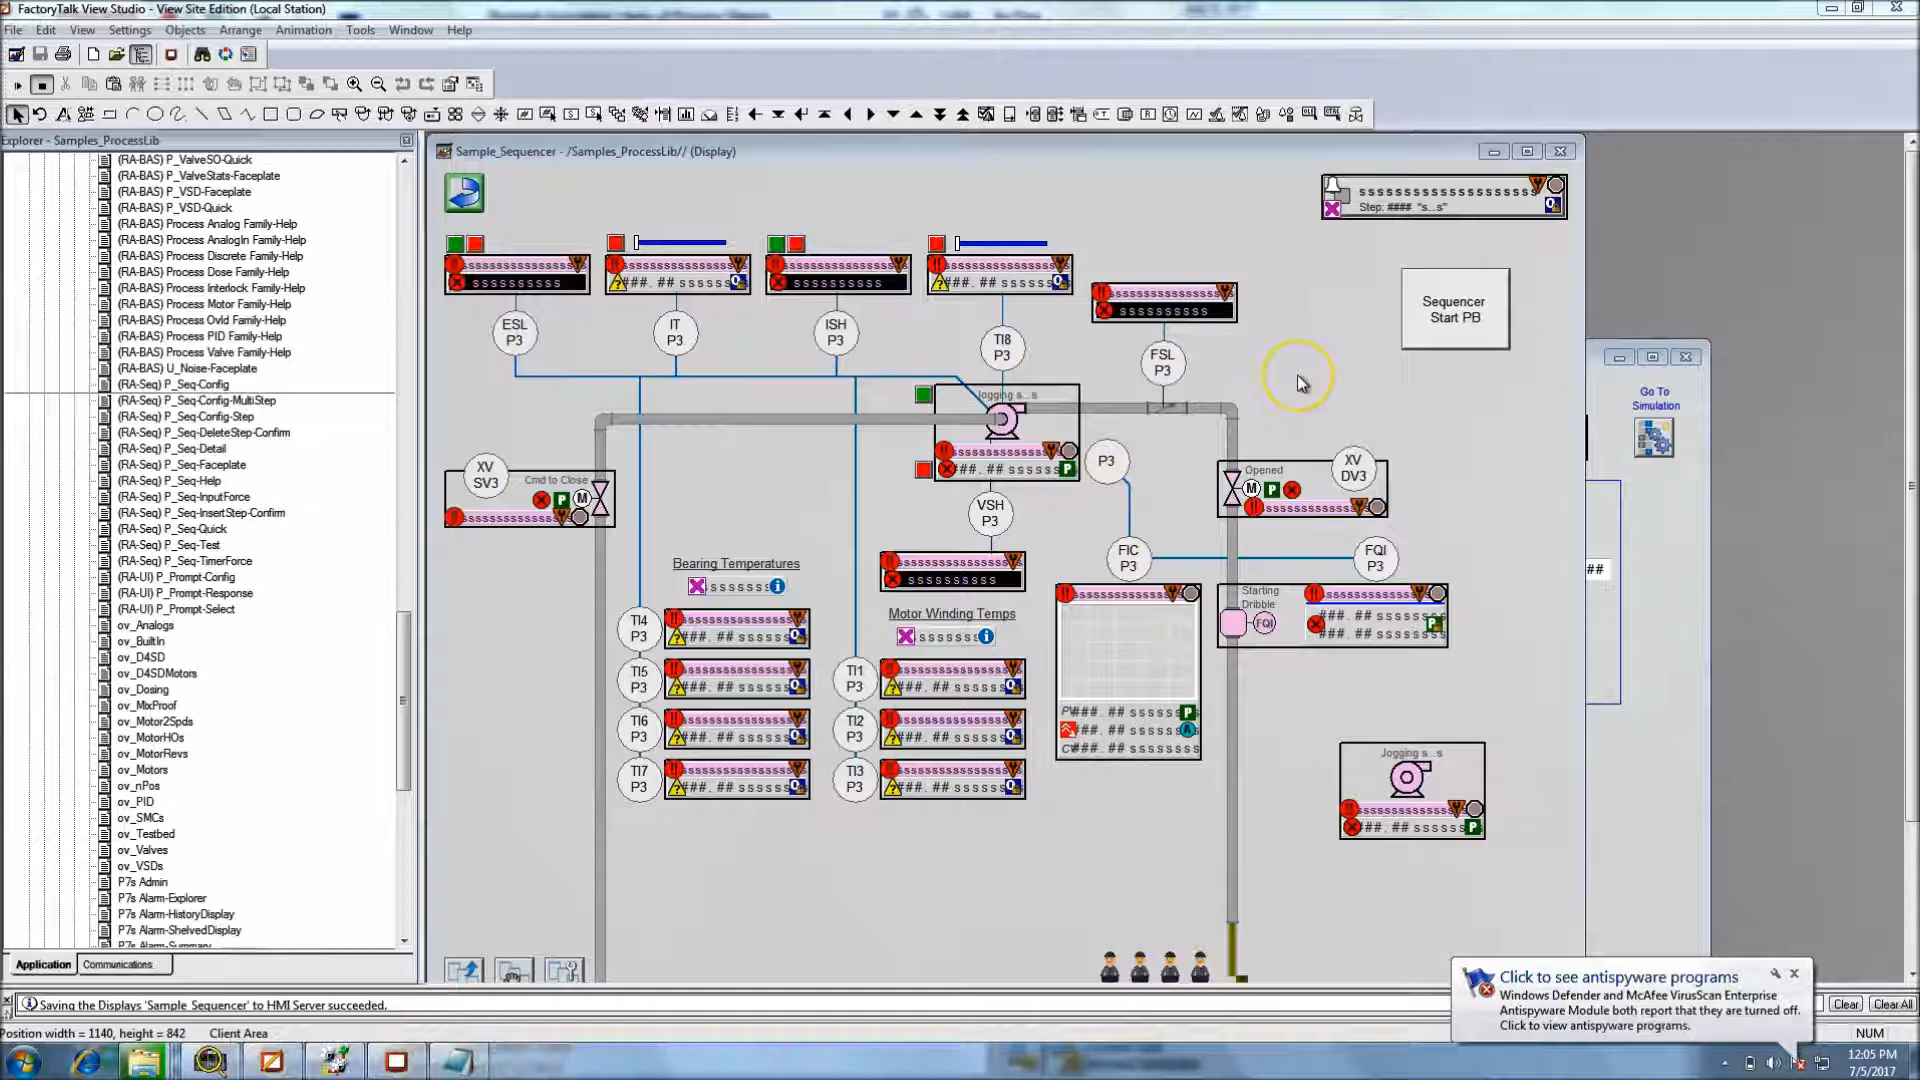 FactoryTalk View Studio - View Site Edition (Local Station)
File Edit View Settings Objects Arrange Animation Tools Window Help
Explorer - Samples_ProcessLib
(RA-BAS) P_ValveSO-Quick
(RA-BAS) P_ValveStats-Faceplate
(RA-BAS) P_VSD-Faceplate
(RA-BAS) P_VSD-Quick
(RA-BAS) Process Analog Family-Help
(RA-BAS) Process AnalogIn Family-Help
(RA-BAS) Process Discrete Family-Help
(RA-BAS) Process Dose Family-Help
(RA-BAS) Process Interlock Family-Help
(RA-BAS) Process Motor Family-Help
(RA-BAS) Process Ovld Family-Help
(RA-BAS) Process PID Family-Help
(RA-BAS) Process Valve Family-Help
(RA-BAS) U_Noise-Faceplate
(RA-Seq) P_Seq-Config
(RA-Seq) P_Seq-Config-MultiStep
(RA-Seq) P_Seq-Config-Step
(RA-Seq) P_Seq-DeleteStep-Confirm
(RA-Seq) P_Seq-Detail
(RA-Seq) P_Seq-Faceplate
(RA-Seq) P_Seq-Help
(RA-Seq) P_Seq-InputForce
(RA-Seq) P_Seq-InsertStep-Confirm
(RA-Seq) P_Seq-Quick
(RA-Seq) P_Seq-Test
(RA-Seq) P_Seq-TimerForce
(RA-UI) P_Prompt-Config
(RA-UI) P_Prompt-Response
(RA-UI) P_Prompt-Select
ov_Analogs
ov_BuiltIn
ov_D4SD
ov_D4SDMotors
ov_Dosing
ov_MixProof
ov_Motor2Spds
ov_MotorHOs
ov_MotorRevs
ov_Motors
ov_nPos
ov_PID
ov_SMCs
ov_Testbed
ov_Valves
ov_VSDs
P7s Admin
P7s Alarm-Explorer
P7s Alarm-HistoryDisplay
P7s Alarm-ShelvedDisplay
P7s Alarm-Summary
Application Communications
Sample_Sequencer - /Samples_ProcessLib// (Display)
Step: #### "s...s"
Sequencer
Start PB
ESL
P3
IT
P3
ISH
P3
TI8
P3
FSL
P3
Go To
Simulation
Jogging s...s
P3
XV
SV3
Cmd to Close
P M
VSH
P3
Opened
XV
DV3
M P
FIC
P3
FQI
P3
Bearing Temperatures
sssssss
Motor Winding Temps
sssssss
Starting
Dribble
FQI
TI4
P3
TI5
P3
TI6
P3
TI7
P3
TI1
P3
TI2
P3
TI3
P3
##
Jogging s...s
Saving the Displays 'Sample Sequencer' to HMI Server succeeded.
Position width = 1140, height = 842 Client Area
Click to see antispyware programs
Windows Defender and McAfee VirusScan Enterprise
Antispyware Module both report that they are turned off.
Click to view antispyware programs.
Clear Clear All
NUM
12:05 PM
7/5/2017